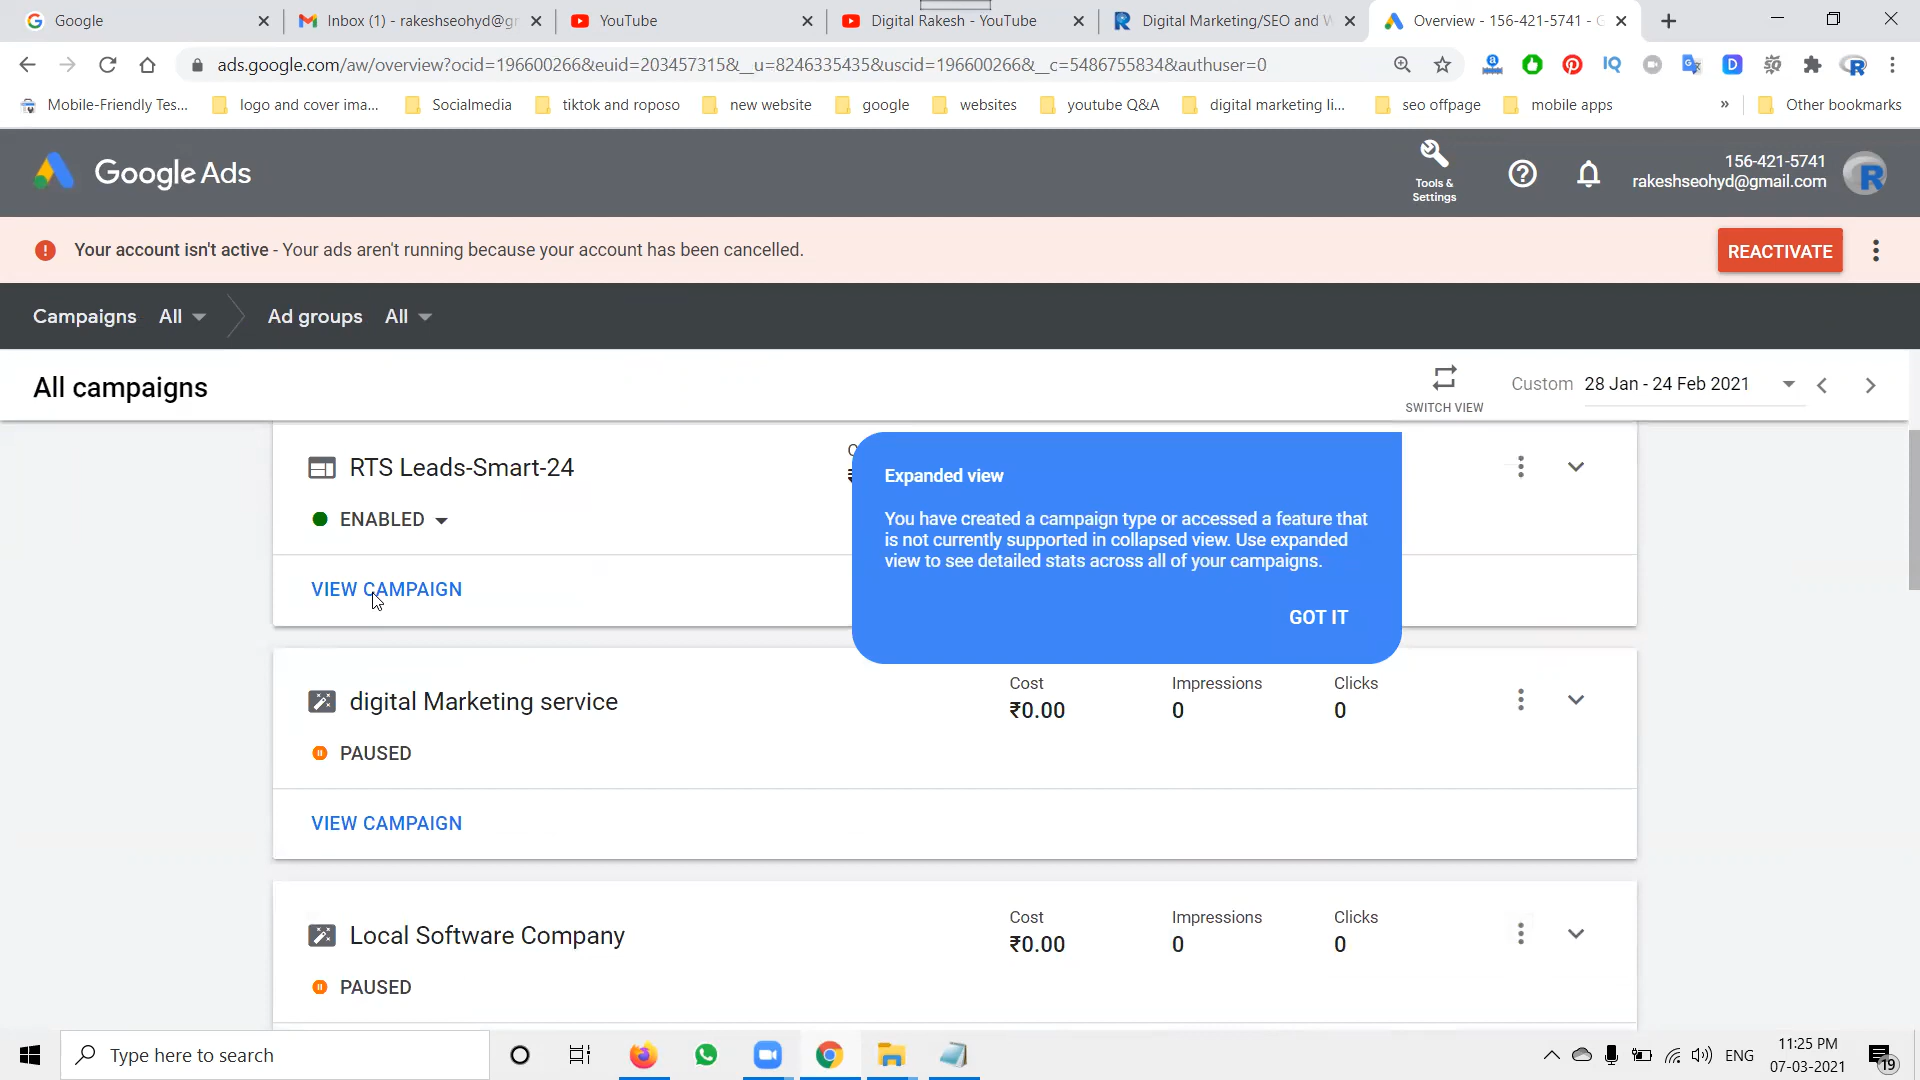 Google
Inbox (1) - rakeshseohyd@gr
YouTube
Digital Rakesh - YouTube
Digital Marketing/SEO and W
Overview - 156-421-5741 - G
ads.google.com/aw/overview?ocid=196600266&euid=203457315&__u=8246335435&uscid=196600266&__c=5486755834&authuser=0
Mobile-Friendly Tes...
logo and cover ima...
Socialmedia
tiktok and roposo
new website
google
websites
youtube Q&A
digital marketing li...
seo offpage
mobile apps
»
Other bookmarks
Google Ads
Tools &
Settings
156-421-5741
rakeshseohyd@gmail.com
Your account isn't active - Your ads aren't running because your account has been cancelled.
REACTIVATE
Campaigns All
Ad groups All
All campaigns
SWITCH VIEW
Custom 28 Jan - 24 Feb 2021
RTS Leads-Smart-24
ENABLED
VIEW CAMPAIGN
Expanded view
You have created a campaign type or accessed a feature that
is not currently supported in collapsed view. Use expanded
view to see detailed stats across all of your campaigns.
GOT IT
digital Marketing service
Cost
Impressions
Clicks
₹0.00
0
0
PAUSED
VIEW CAMPAIGN
Local Software Company
Cost
Impressions
Clicks
₹0.00
0
0
PAUSED
Type here to search
ENG
11:25 PM
07-03-2021
19